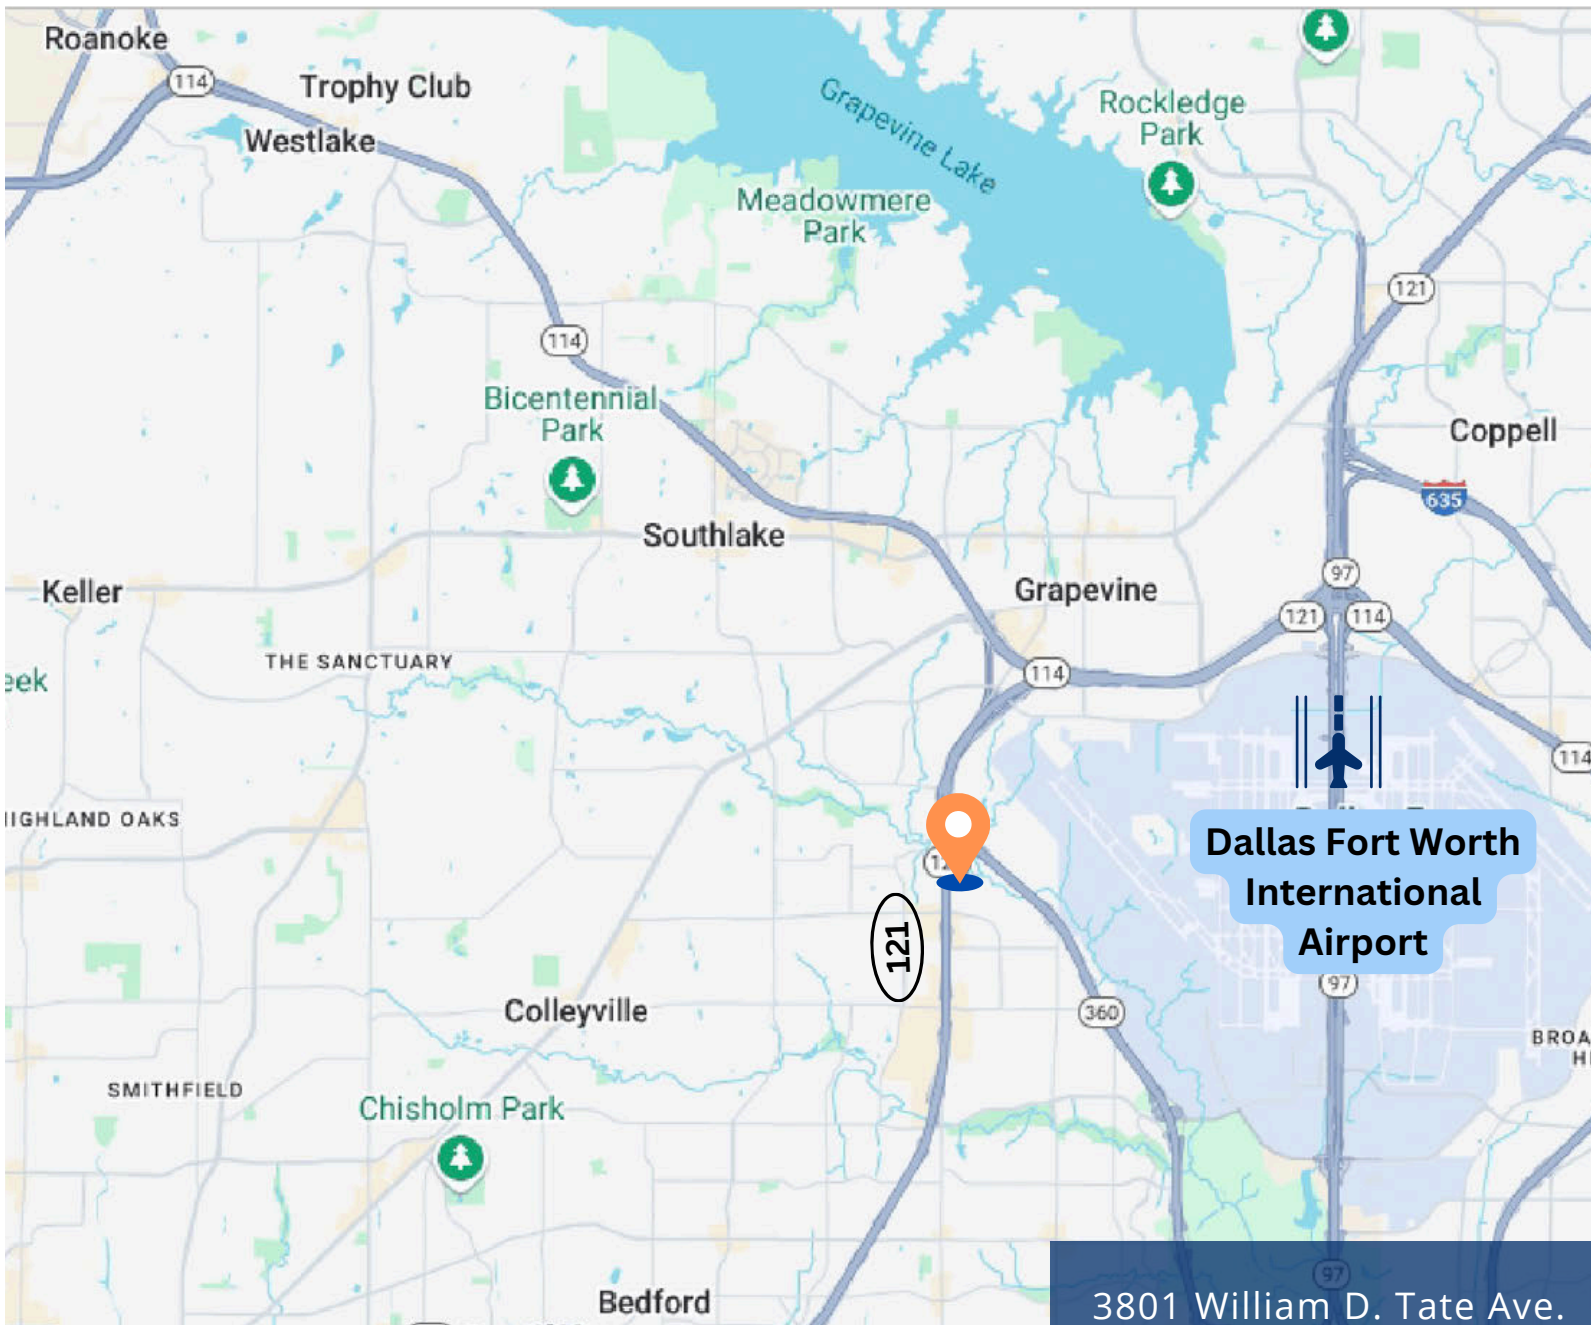 Roanoke
114
Trophy Club
Westlake
Grapevine Lake
Rockledge
Park
Meadowmere
Park
121
114
Bicentennial
Park
Coppell
635
Southlake
97
Keller
Grapevine
121
114
THE SANCTUARY
eek
114
114
HIGHLAND OAKS
Dallas Fort Worth
International
Airport
121
97
Colleyville
360
BROA
H
SMITHFIELD
Chisholm Park
97
Bedford
3801 William D. Tate Ave.